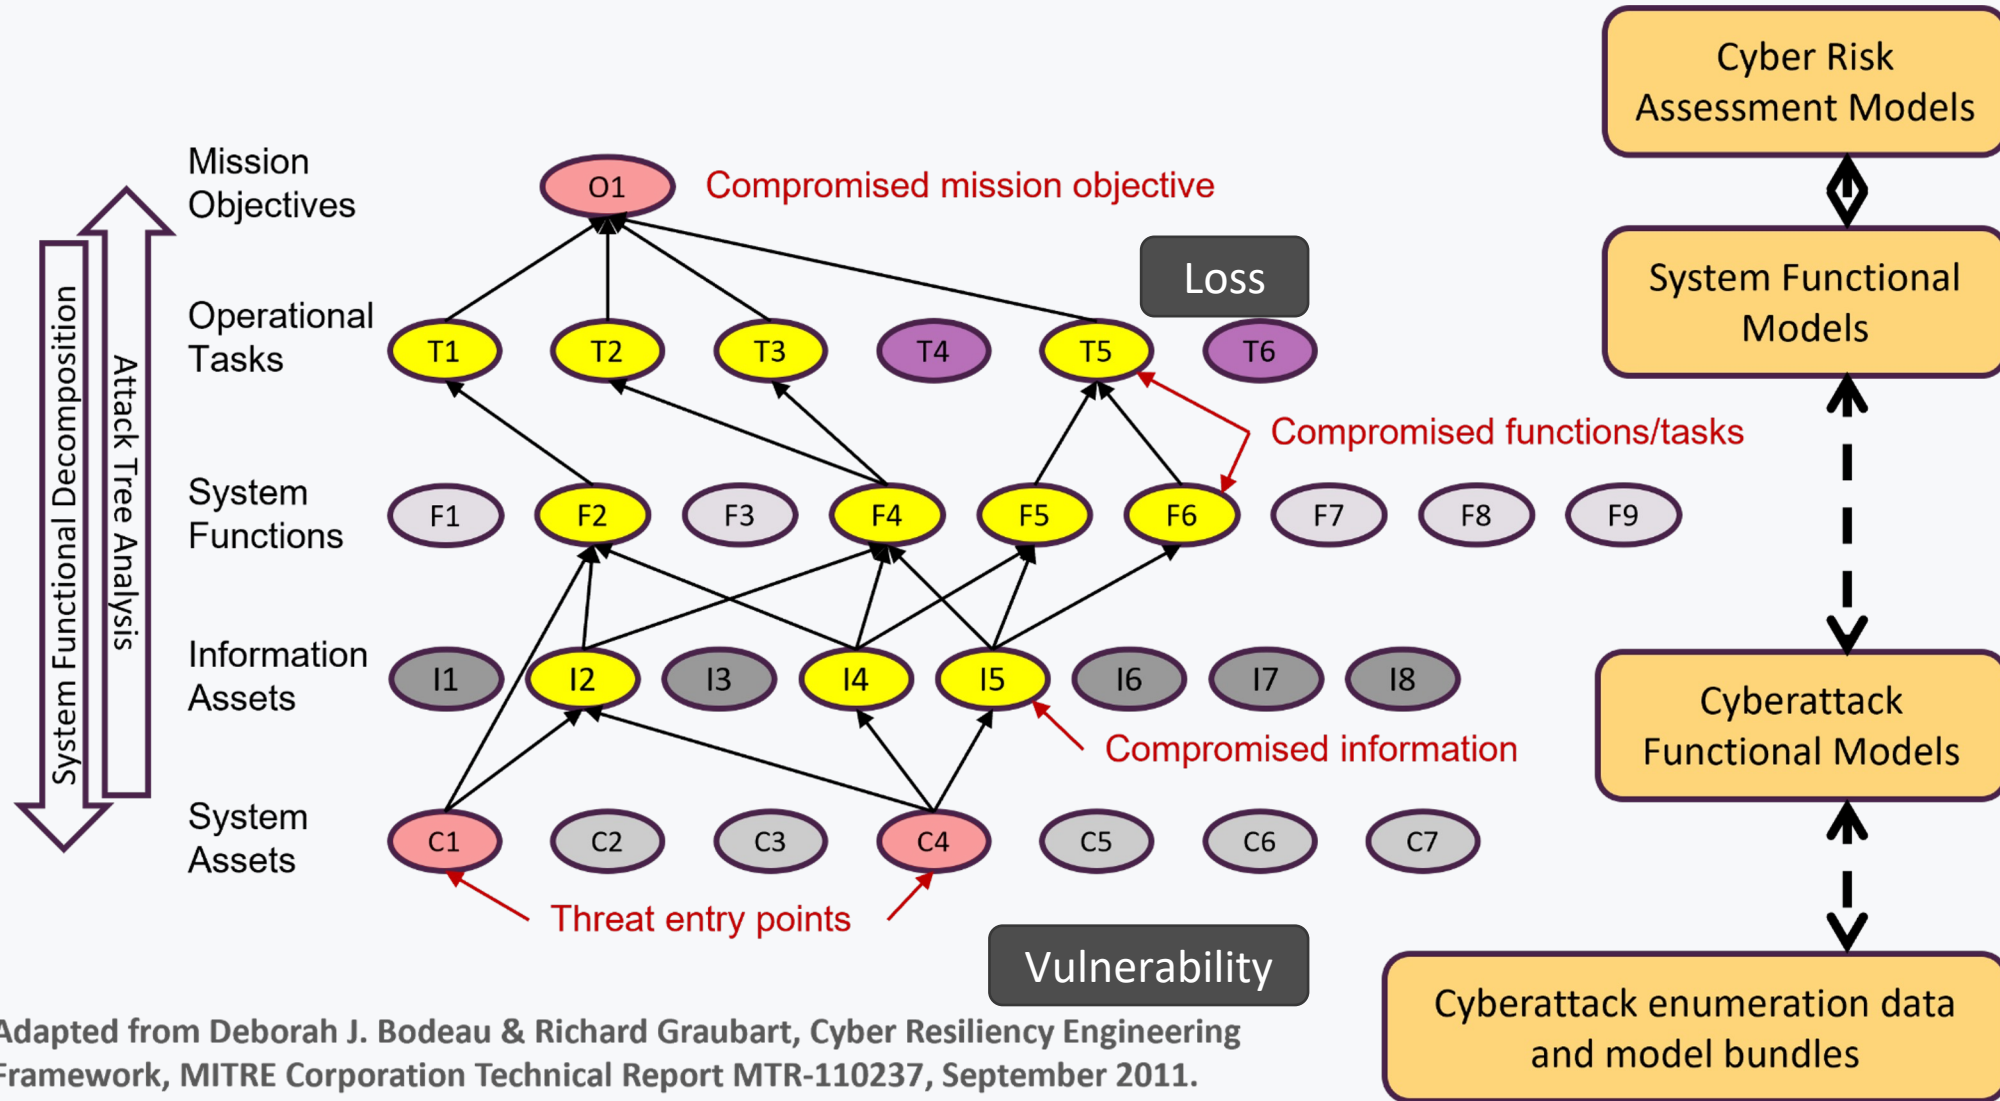 Cyber Risk
Assessment Models
Mission
Objectives
O1
Compromised mission objective
Loss
System Functional
Models
Operational
Tasks
T1
T2
T3
T4
T5
T6
System Functional Decomposition
Attack Tree Analysis
Compromised functions/tasks
System
Functions
F1
F2
F3
F4
F5
F6
F7
F8
F9
Information
Assets
I1
I2
I3
I4
I5
I6
I7
I8
Cyberattack
Functional Models
Compromised information
System
Assets
C1
C2
C3
C4
C5
C6
C7
Threat entry points
Vulnerability
Cyberattack enumeration data
and model bundles
Adapted from Deborah J. Bodeau & Richard Graubart, Cyber Resiliency Engineering
Framework, MITRE Corporation Technical Report MTR-110237, September 2011.